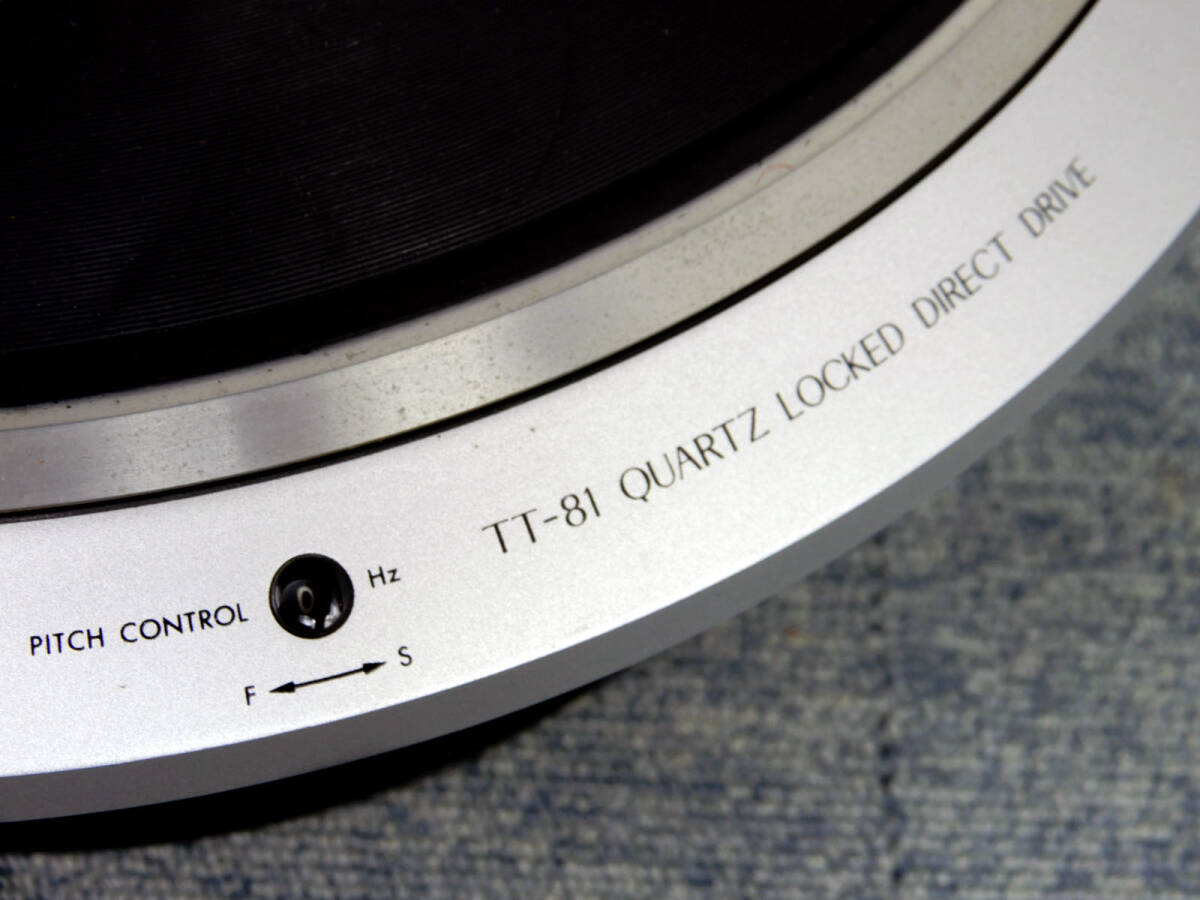 TT-81 QUARTZ LOCKED DIRECT DRIVE
PITCH CONTROL
Hz
F
S